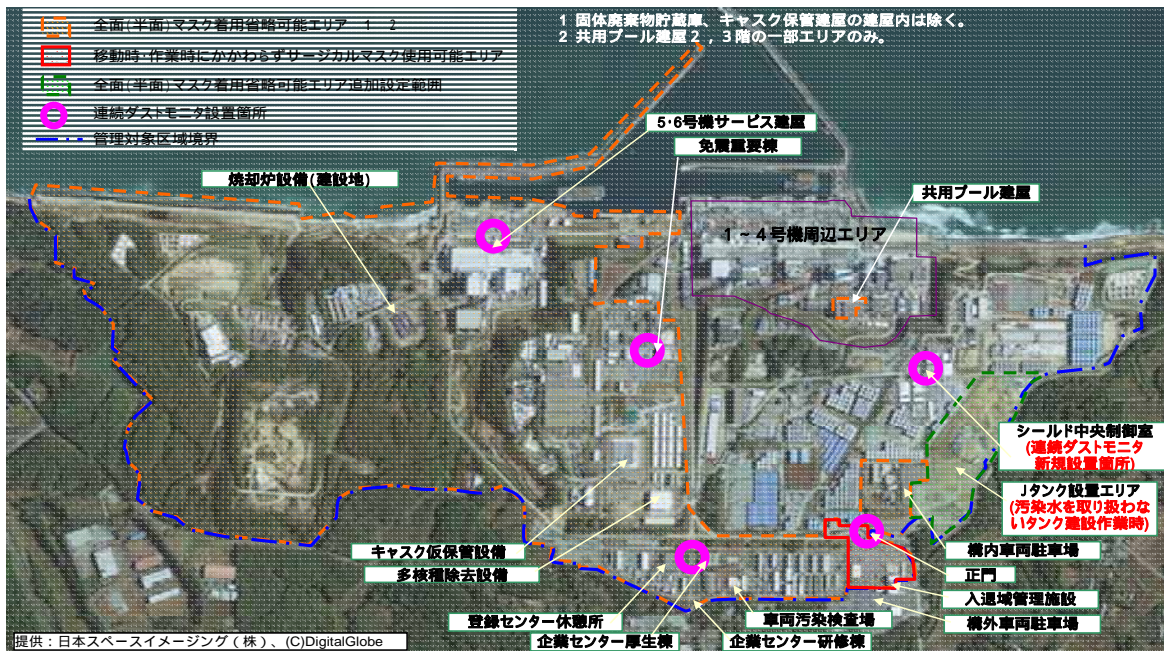 全面(半面)マスク着用省略可能エリア 1 2
移動時・作業時にかかわらずサージカルマスク使用可能エリア
全面(半面)マスク着用省略可能エリア追加設定範囲
連続ダストモニタ設置箇所
管理対象区域境界
1 固体廃棄物貯蔵庫、キャスク保管建屋の建屋内は除く。
2 共用プール建屋2，3階の一部エリアのみ。
5・6号機サービス建屋
免震重要棟
焼却炉設備(建設地)
共用プール建屋
1～4号機周辺エリア
シールド中央制御室
(連続ダストモニタ
新規設置箇所)
Jタンク設置エリア
(汚染水を取り扱わな
いタンク建設作業時)
キャスク仮保管設備
構内車両駐車場
多核種除去設備
正門
入退域管理施設
登録センター休憩所
車両汚染検査場
構外車両駐車場
企業センター厚生棟
企業センター研修棟
提供：日本スペースイメージング（株）、(C)DigitalGlobe